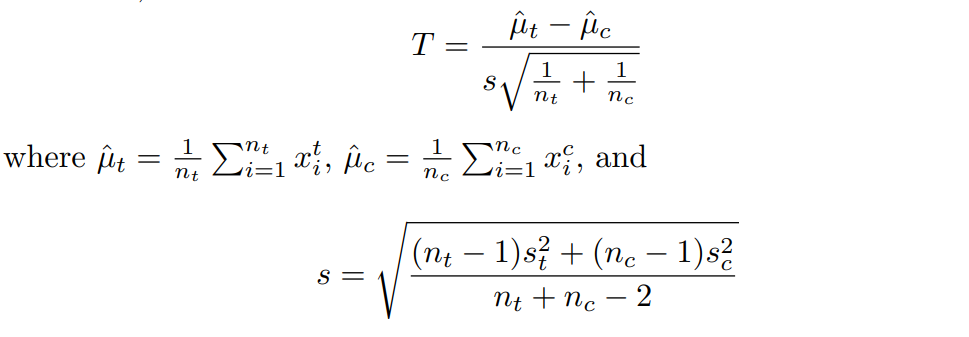 T = \frac{\hat{\mu}_t - \hat{\mu}_c}{s\sqrt{\frac{1}{n_t} + \frac{1}{n_c}}}
where \hat{\mu}_t = \frac{1}{n_t} \sum_{i=1}^{n_t} x_i^t, \hat{\mu}_c = \frac{1}{n_c} \sum_{i=1}^{n_c} x_i^c, and
s = \sqrt{\frac{(n_t - 1)s_t^2 + (n_c - 1)s_c^2}{n_t + n_c - 2}}